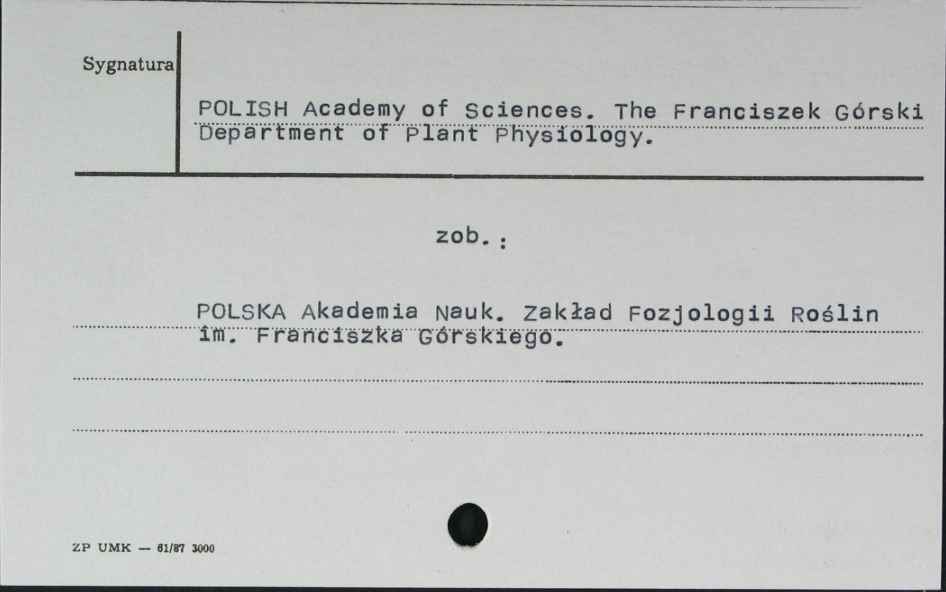 Sygnatura
POLISH Academy of Sciences. The Franciszek Górski
Department of Plant Physiology.
zob.:
POLSKA Akademia Nauk. Zakład Fozjologii Roślin
im. Franciszka Górskiego.
ZP UMK — 61/87 3000